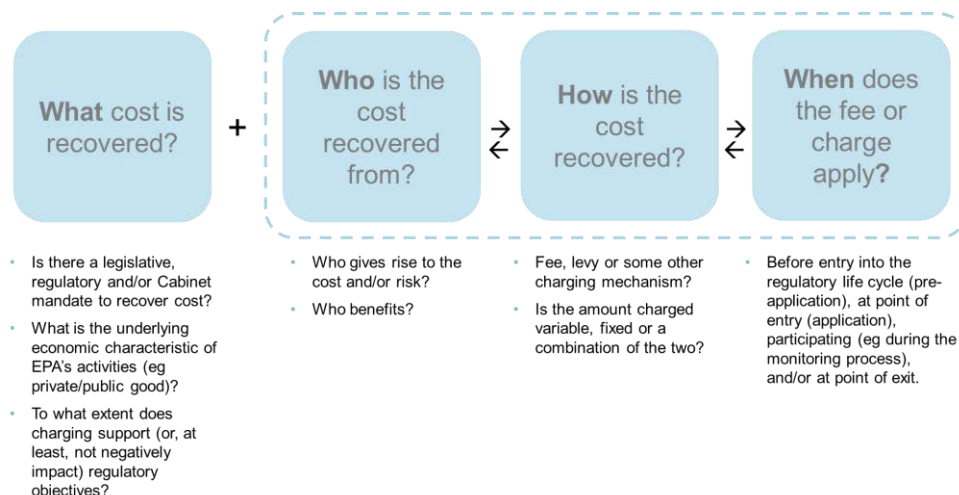 What cost is
recovered?
+
Who is the
cost
recovered
from?
→
←
How is the
cost
recovered?
→
←
When does
the fee or
charge
apply?
• Is there a legislative,
regulatory and/or Cabinet
mandate to recover cost?
• What is the underlying
economic characteristic of
EPA's activities (eg
private/public good)?
• To what extent does
charging support (or, at
least, not negatively
impact) regulatory
objectives?
• Who gives rise to the
cost and/or risk?
• Who benefits?
• Fee, levy or some other
charging mechanism?
• Is the amount charged
variable, fixed or a
combination of the two?
• Before entry into the
regulatory life cycle (pre-
application), at point of
entry (application),
participating (eg during the
monitoring process),
and/or at point of exit.